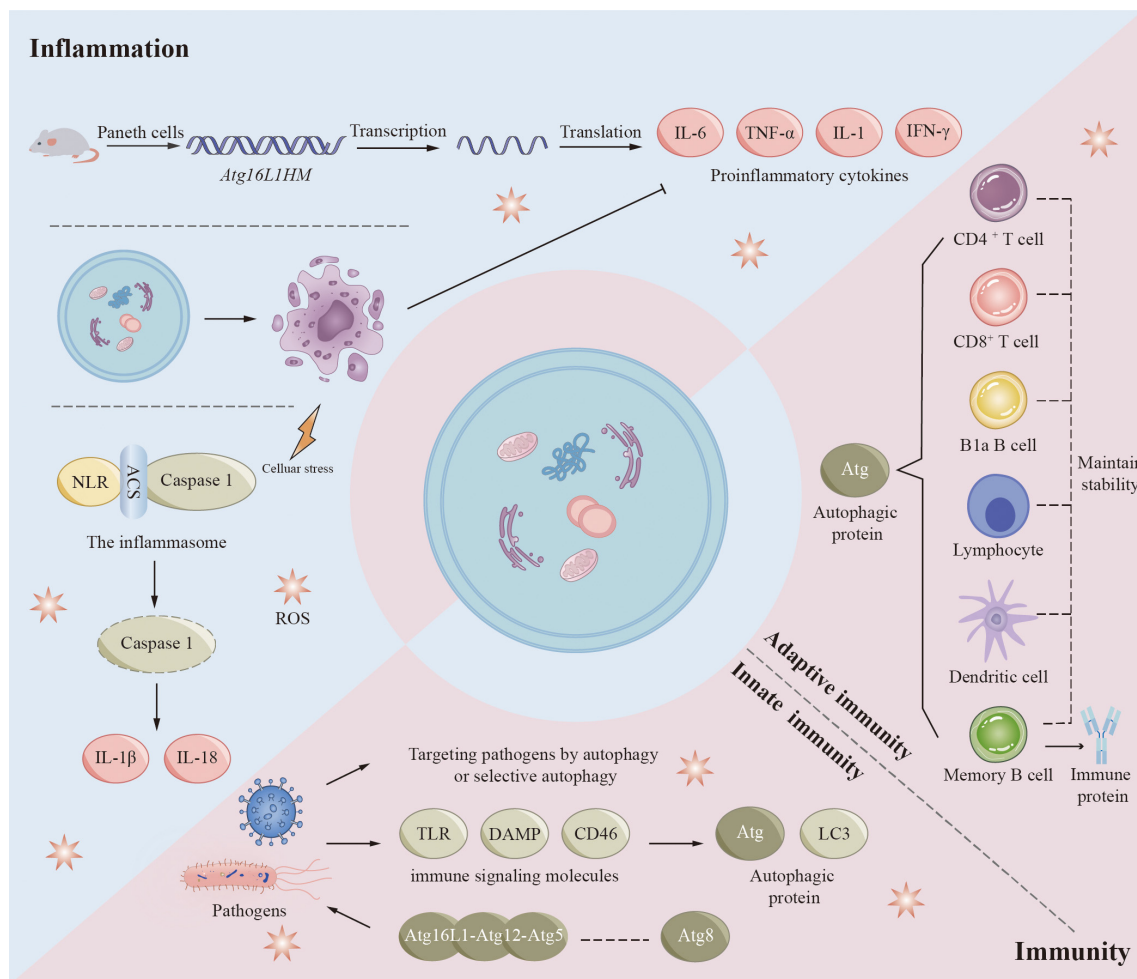 Inflammation
Paneth cells
Transcription
Translation
Atg16L1HM
IL-6
TNF-α
IL-1
IFN-γ
Proinflammatory cytokines
Celluar stress
NLR
ACS
Caspase 1
The inflammasome
ROS
Caspase 1
IL-1β
IL-18
CD4 + T cell
CD8+ T cell
B1a B cell
Atg
Autophagic
protein
Maintain
stability
Lymphocyte
Dendritic cell
Memory B cell
Immune
protein
Adaptive immunity
Innate immunity
Targeting pathogens by autophagy
or selective autophagy
TLR
DAMP
CD46
Atg
LC3
immune signaling molecules
Autophagic
protein
Pathogens
Atg16L1-Atg12-Atg5
Atg8
Immunity